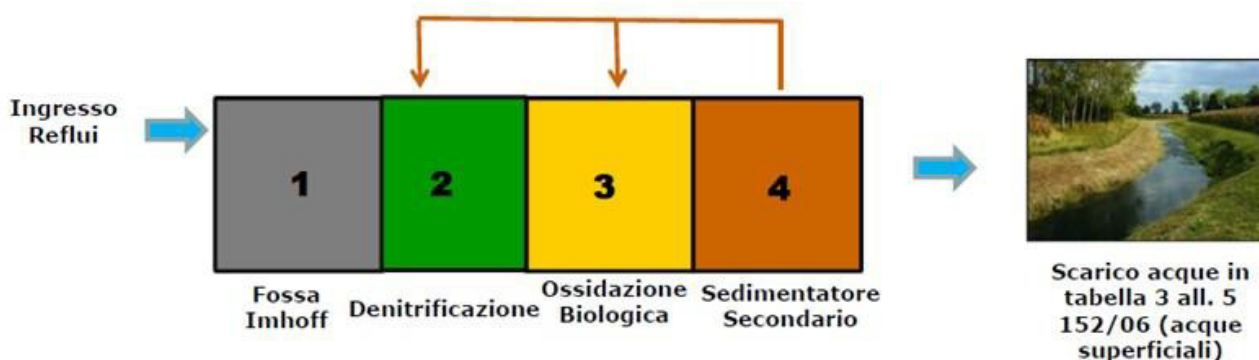 Ingresso
Reflui
1
2
3
4
Fossa
Imhoff
Denitrificazione
Ossidazione
Biologica
Sedimentatore
Secondario
Scarico acque in
tabella 3 all. 5
152/06 (acque
superficiali)